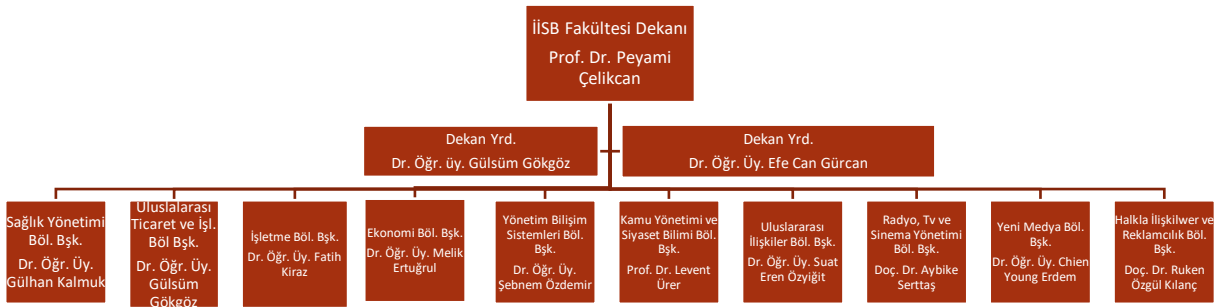 İİSB Fakültesi Dekanı
Prof. Dr. Peyami
Çelikcan
Dekan Yrd.
Dr. Öğr. üy. Gülsüm Gökgöz
Dekan Yrd.
Dr. Öğr. Üy. Efe Can Gürcan
Sağlık Yönetimi
Böl. Bşk.
Dr. Öğr. Üy.
Gülhan Kalmuk
Uluslalarası
Ticaret ve İşl.
Böl Bşk.
Dr. Öğr. Üy.
Gülsüm
Gökgöz
İşletme Böl. Bşk.
Dr. Öğr. Üy. Fatih
Kiraz
Ekonomi Böl. Bşk.
Dr. Öğr. Üy. Melik
Ertuğrul
Yönetim Bilişim
Sistemleri Böl.
Bşk.
Dr. Öğr. Üy.
Şebnem Özdemir
Kamu Yönetimi ve
Siyaset Bilimi Böl.
Bşk.
Prof. Dr. Levent
Ürer
Uluslararası
İlişkiler Böl. Bşk.
Dr. Öğr. Üy. Suat
Eren Özyiğit
Radyo, Tv ve
Sinema Yönetimi
Böl. Bşk.
Doç. Dr. Aybike
Serttaş
Yeni Medya Böl.
Bşk.
Dr. Öğr. Üy. Chien
Young Erdem
Halkla İlişkilwer ve
Reklamcılık Böl.
Bşk.
Doç. Dr. Ruken
Özgül Kılanç